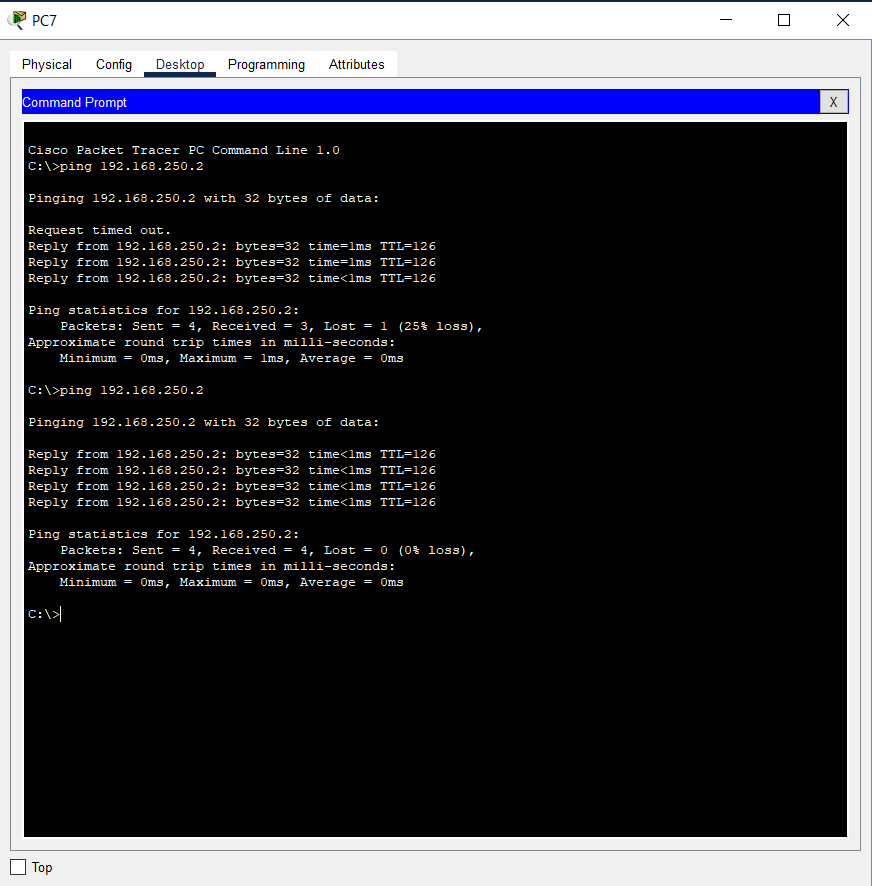 PC7
Physical Config Desktop Programming Attributes
Command Prompt X
Cisco Packet Tracer PC Command Line 1.0
C:\>ping 192.168.250.2
Pinging 192.168.250.2 with 32 bytes of data:
Request timed out.
Reply from 192.168.250.2: bytes=32 time=1ms TTL=126
Reply from 192.168.250.2: bytes=32 time=1ms TTL=126
Reply from 192.168.250.2: bytes=32 time<1ms TTL=126
Ping statistics for 192.168.250.2:
    Packets: Sent = 4, Received = 3, Lost = 1 (25% loss),
Approximate round trip times in milli-seconds:
    Minimum = 0ms, Maximum = 1ms, Average = 0ms
C:\>ping 192.168.250.2
Pinging 192.168.250.2 with 32 bytes of data:
Reply from 192.168.250.2: bytes=32 time<1ms TTL=126
Reply from 192.168.250.2: bytes=32 time<1ms TTL=126
Reply from 192.168.250.2: bytes=32 time<1ms TTL=126
Reply from 192.168.250.2: bytes=32 time<1ms TTL=126
Ping statistics for 192.168.250.2:
    Packets: Sent = 4, Received = 4, Lost = 0 (0% loss),
Approximate round trip times in milli-seconds:
    Minimum = 0ms, Maximum = 0ms, Average = 0ms
C:\>
Top